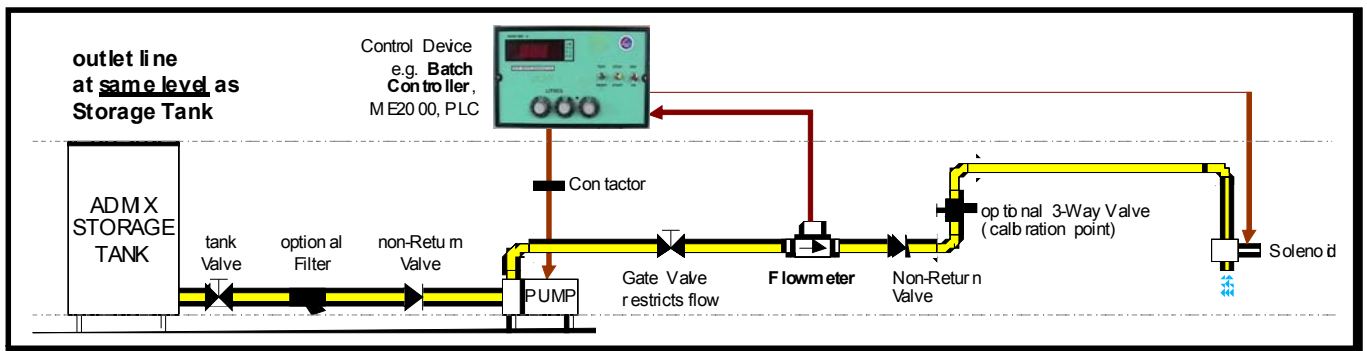 outlet line
at same level as
Storage Tank
Control Device
e.g. Batch
Controller,
ME2000, PLC
LITRES
Contactor
ADMIX
STORAGE
TANK
tank
Valve
optional
Filter
non-Return
Valve
PUMP
Gate Valve
restricts flow
Flowmeter
Non-Return
Valve
optional 3-Way Valve
(calbration point)
Solenoid